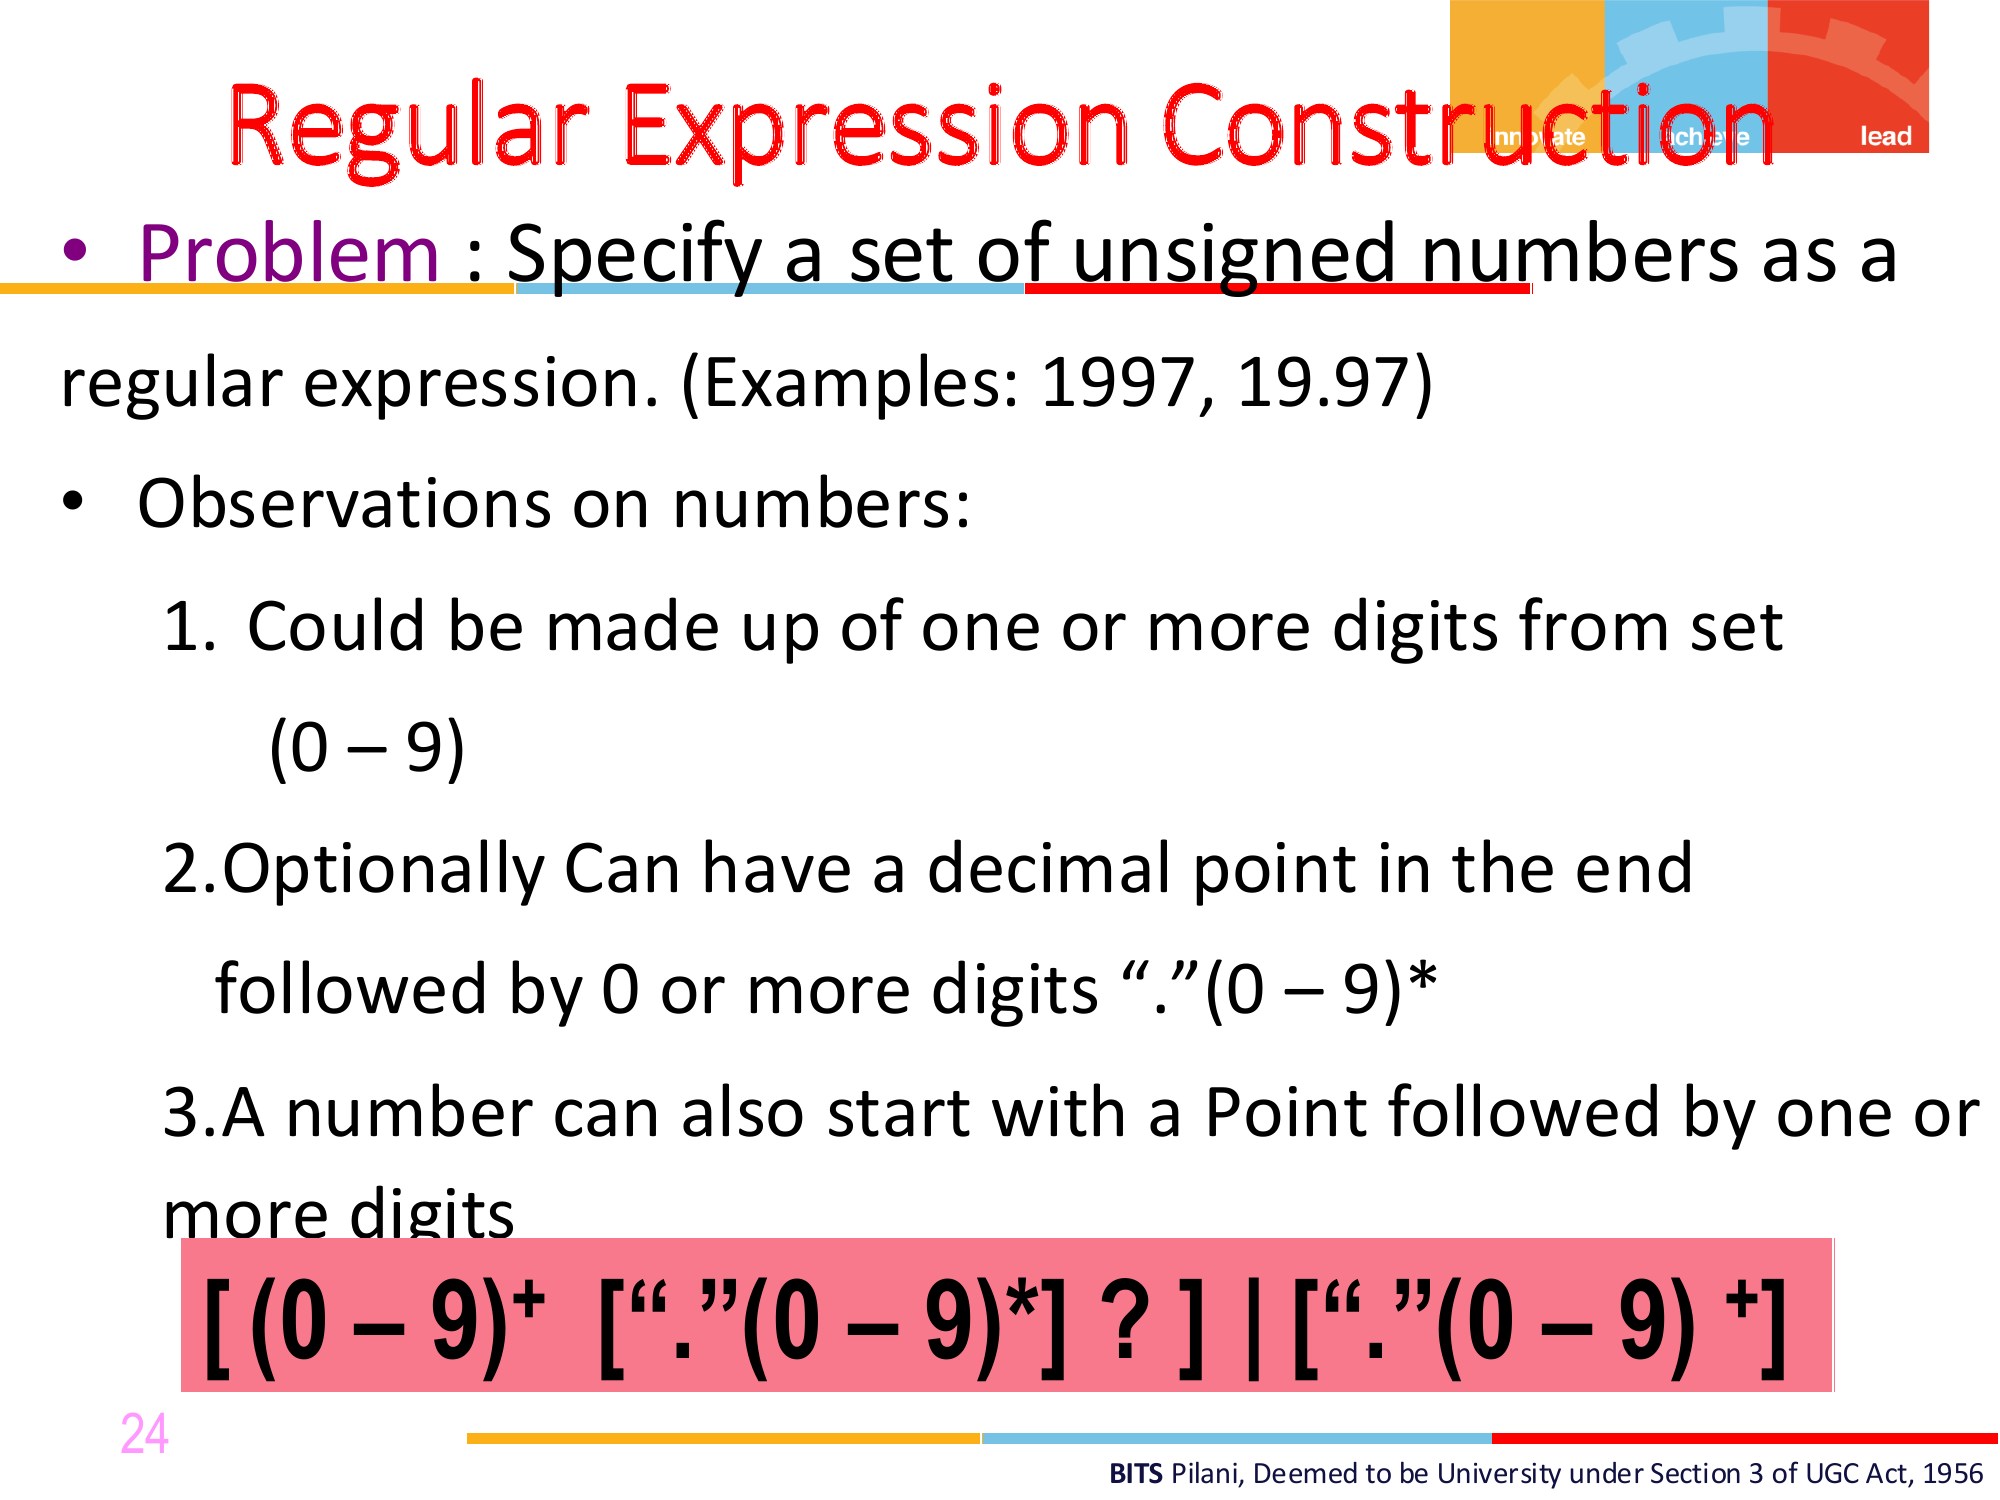 innovate achieve lead
Regular Expression Construction
• Problem : Specify a set of unsigned numbers as a
regular expression. (Examples: 1997, 19.97)
• Observations on numbers:
1. Could be made up of one or more digits from set
(0 – 9)
2.Optionally Can have a decimal point in the end
followed by 0 or more digits “.”(0 – 9)*
3.A number can also start with a Point followed by one or
more digits
[ (0 – 9)⁺ [“.”(0 – 9)*] ? ] | [“.”(0 – 9) ⁺]
24
BITS Pilani, Deemed to be University under Section 3 of UGC Act, 1956